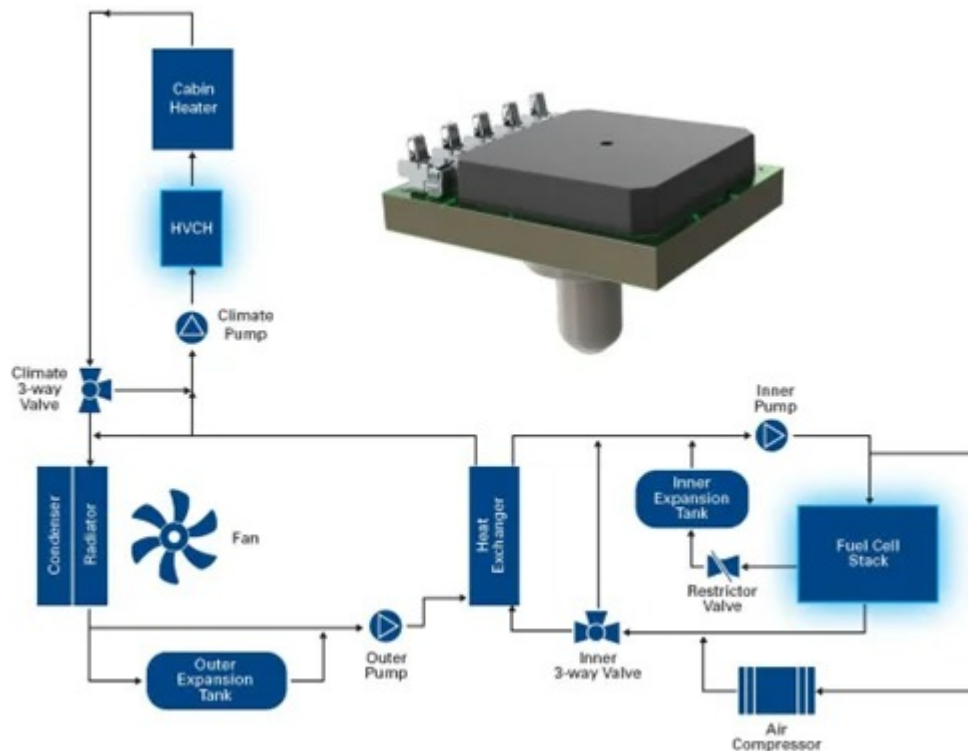 Cabin
Heater
HVCH
Climate
Pump
Climate
3-way
Valve
Inner
Pump
Condenser
Radiator
Fan
Heat
Exchanger
Inner
Expansion
Tank
Fuel Cell
Stack
Restrictor
Valve
Outer
Pump
Inner
3-way Valve
Outer
Expansion
Tank
Air
Compressor